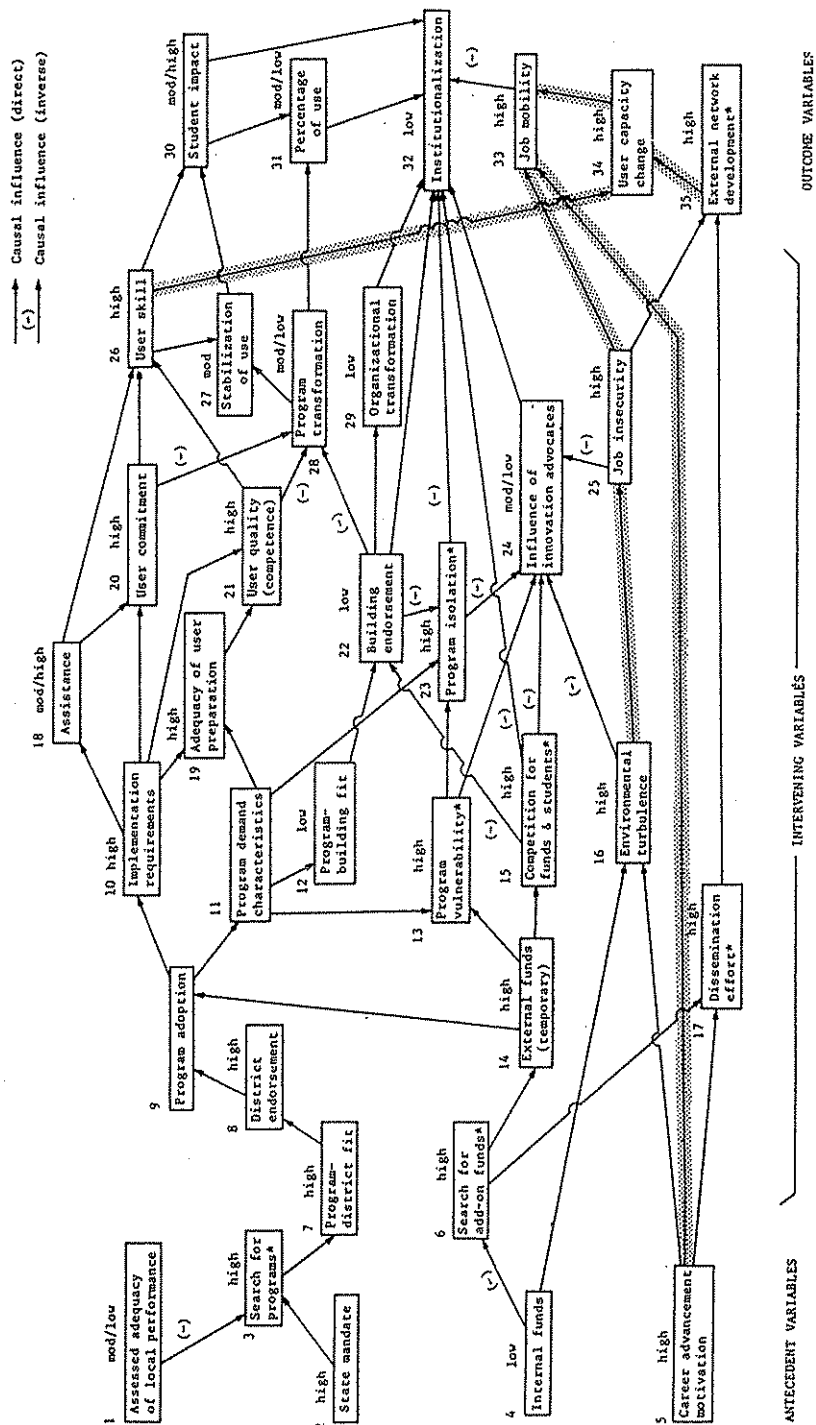 Causal influence (direct)
(-) Causal influence (inverse)
1
mod/low
Assessed adequacy
of local performance
(-)
high
State mandate
3
high
Search for
programs*
4
low
Internal funds
(-)
5
high
Career advancement
motivation
6
high
Search for
add-on funds*
7
high
Program-
district fit
8
high
District
endorsement
9
Program adoption
10 high
Implementation
requirements
11
Program demand
characteristics
12
low
Program-
building fit
13
high
Program
vulnerability*
14
high
External funds
(temporary)
15
high
Competition for
funds & students*
16
high
Environmental
turbulence
17
high
Dissemination
effort*
18 mod/high
Assistance
19
high
Adequacy of user
preparation
20
high
User commitment
(-)
21
high
User quality
(competence)
(-)
22
low
Building
endorsement
(-)
(-)
(-)
23
high
Program isolation*
(-)
(-)
24
mod/low
Influence of
innovation advocates
(-)
(-)
(-)
(-)
25
high
Job insecurity
(-)
26
high
User skill
27 mod
Stabilization
of use
28
mod/low
Program
transformation
29
low
Organizational
transformation
30
mod/high
Student impact
31
mod/low
Percentage
of use
32
low
Institutionalization
(-)
33
high
Job mobility
34
high
User capacity
change
35
high
External network
development*
ANTECEDENT VARIABLES
INTERVENING VARIABLES
OUTCOME VARIABLES